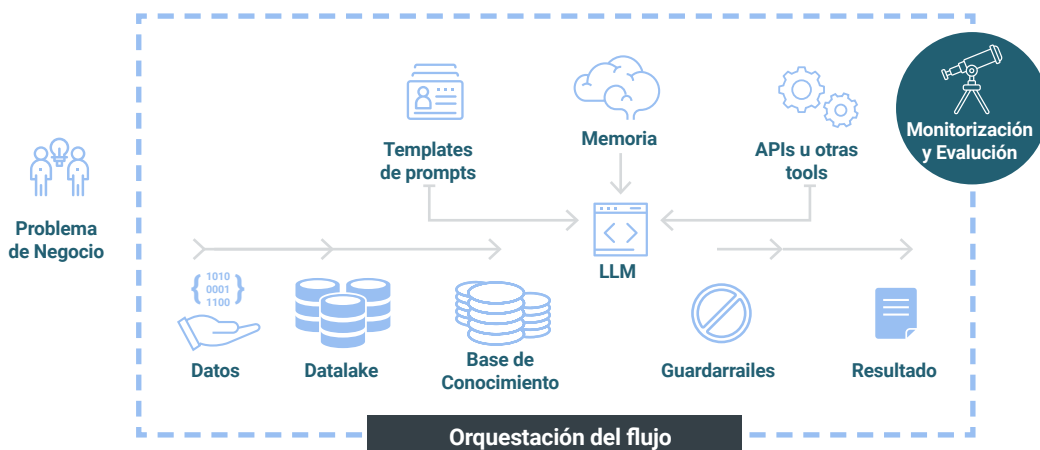 Monitorización
y Evalución
Templates
de prompts
Memoria
APIs u otras
tools
Problema
de Negocio
LLM
1010
{ 0001 }
1100
Datos
Datalake
Base de
Conocimiento
Guardarrailes
Resultado
Orquestación del flujo